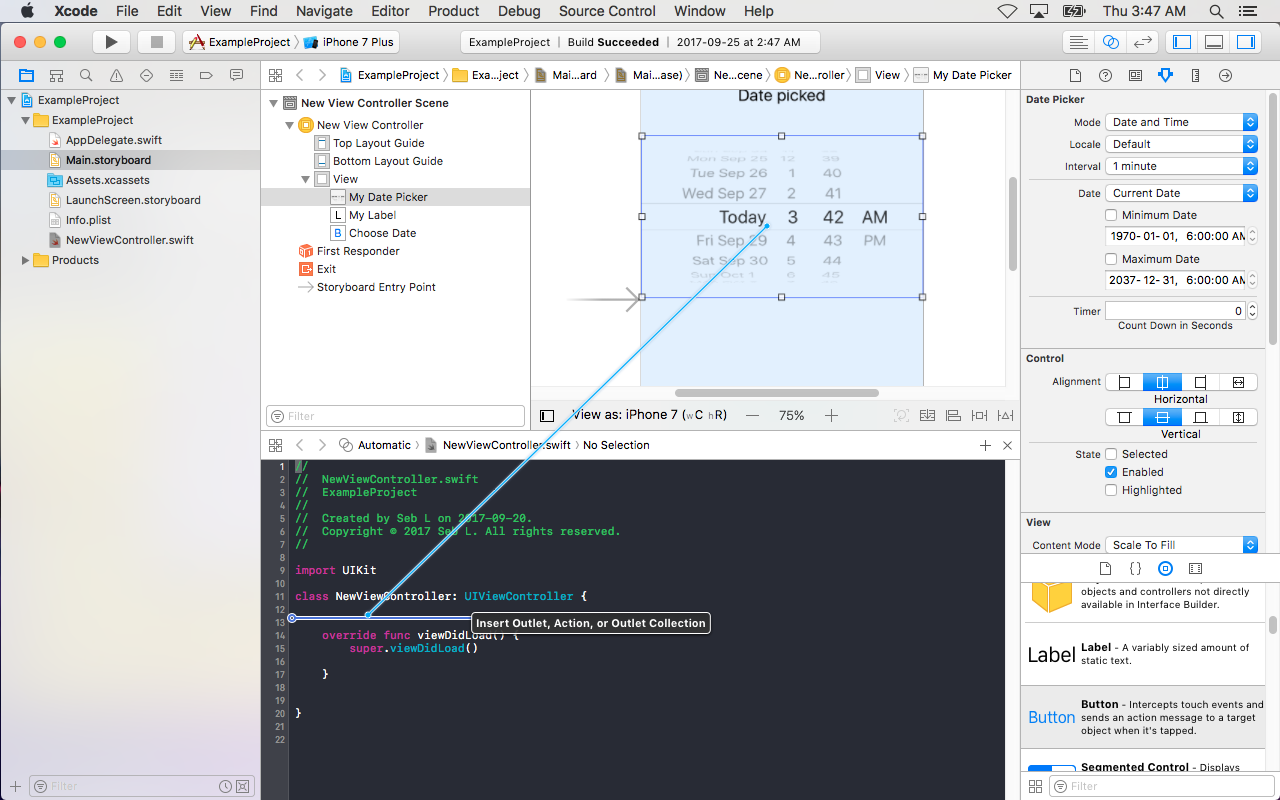 Xcode File Edit View Find Navigate Editor Product Debug Source Control Window Help Thu 3:47 AM
ExampleProject iPhone 7 Plus ExampleProject | Build Succeeded | 2017-09-25 at 2:47 AM
ExampleProject Exa...ject Mai...ard Mai...ase) Ne...cene Ne...roller View My Date Picker
ExampleProject
ExampleProject
AppDelegate.swift
Main.storyboard
Assets.xcassets
LaunchScreen.storyboard
Info.plist
NewViewController.swift
Products
Filter
New View Controller Scene
New View Controller
Top Layout Guide
Bottom Layout Guide
View
My Date Picker
L My Label
B Choose Date
First Responder
Exit
Storyboard Entry Point
Filter
Date picked
Mon Sep 25 12 39
Tue Sep 26 1 40
Wed Sep 27 2 41
Today 3 42 AM
Fri Sep 29 4 43 PM
Sat Sep 30 5 44
Sun Oct 1 6 45
View as: iPhone 7 (wC hR) — 75% +
Automatic NewViewController.swift No Selection
1 //
2 // NewViewController.swift
3 // ExampleProject
4 //
5 // Created by Seb L on 2017-09-20.
6 // Copyright © 2017 Seb L. All rights reserved.
7 //
8
9 import UIKit
10
11 class NewViewController: UIViewController {
12
13
Insert Outlet, Action, or Outlet Collection
14 override func viewDidLoad() {
15 super.viewDidLoad()
16
17 }
18
19
20 }
21
22
Date Picker
Mode Date and Time
Locale Default
Interval 1 minute
Date Current Date
Minimum Date
1970-01-01, 6:00:00 AM
Maximum Date
2037-12-31, 6:00:00 AM
Timer 0
Count Down in Seconds
Control
Alignment
Horizontal
Vertical
State Selected
Enabled
Highlighted
View
Content Mode Scale To Fill
{}
objects and controllers not directly
available in Interface Builder.
Label Label - A variably sized amount of
static text.
Button Button - Intercepts touch events and
sends an action message to a target
object when it's tapped.
Segmented Control - Displays
Filter